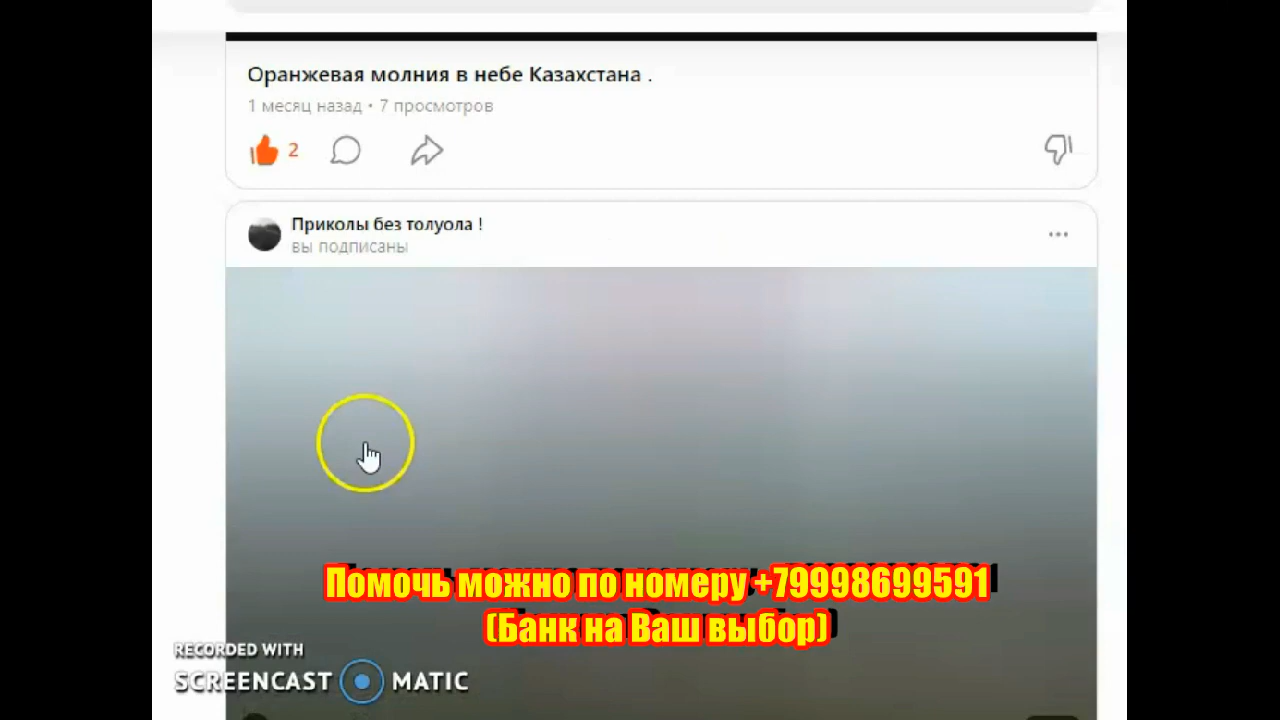 Оранжевая молния в небе Казахстана .
1 месяц назад • 7 просмотров
2
Приколы без толуола !
вы подписаны
Помочь можно по номеру +79998699591
(Банк на Ваш выбор)
RECORDED WITH
SCREENCAST MATIC